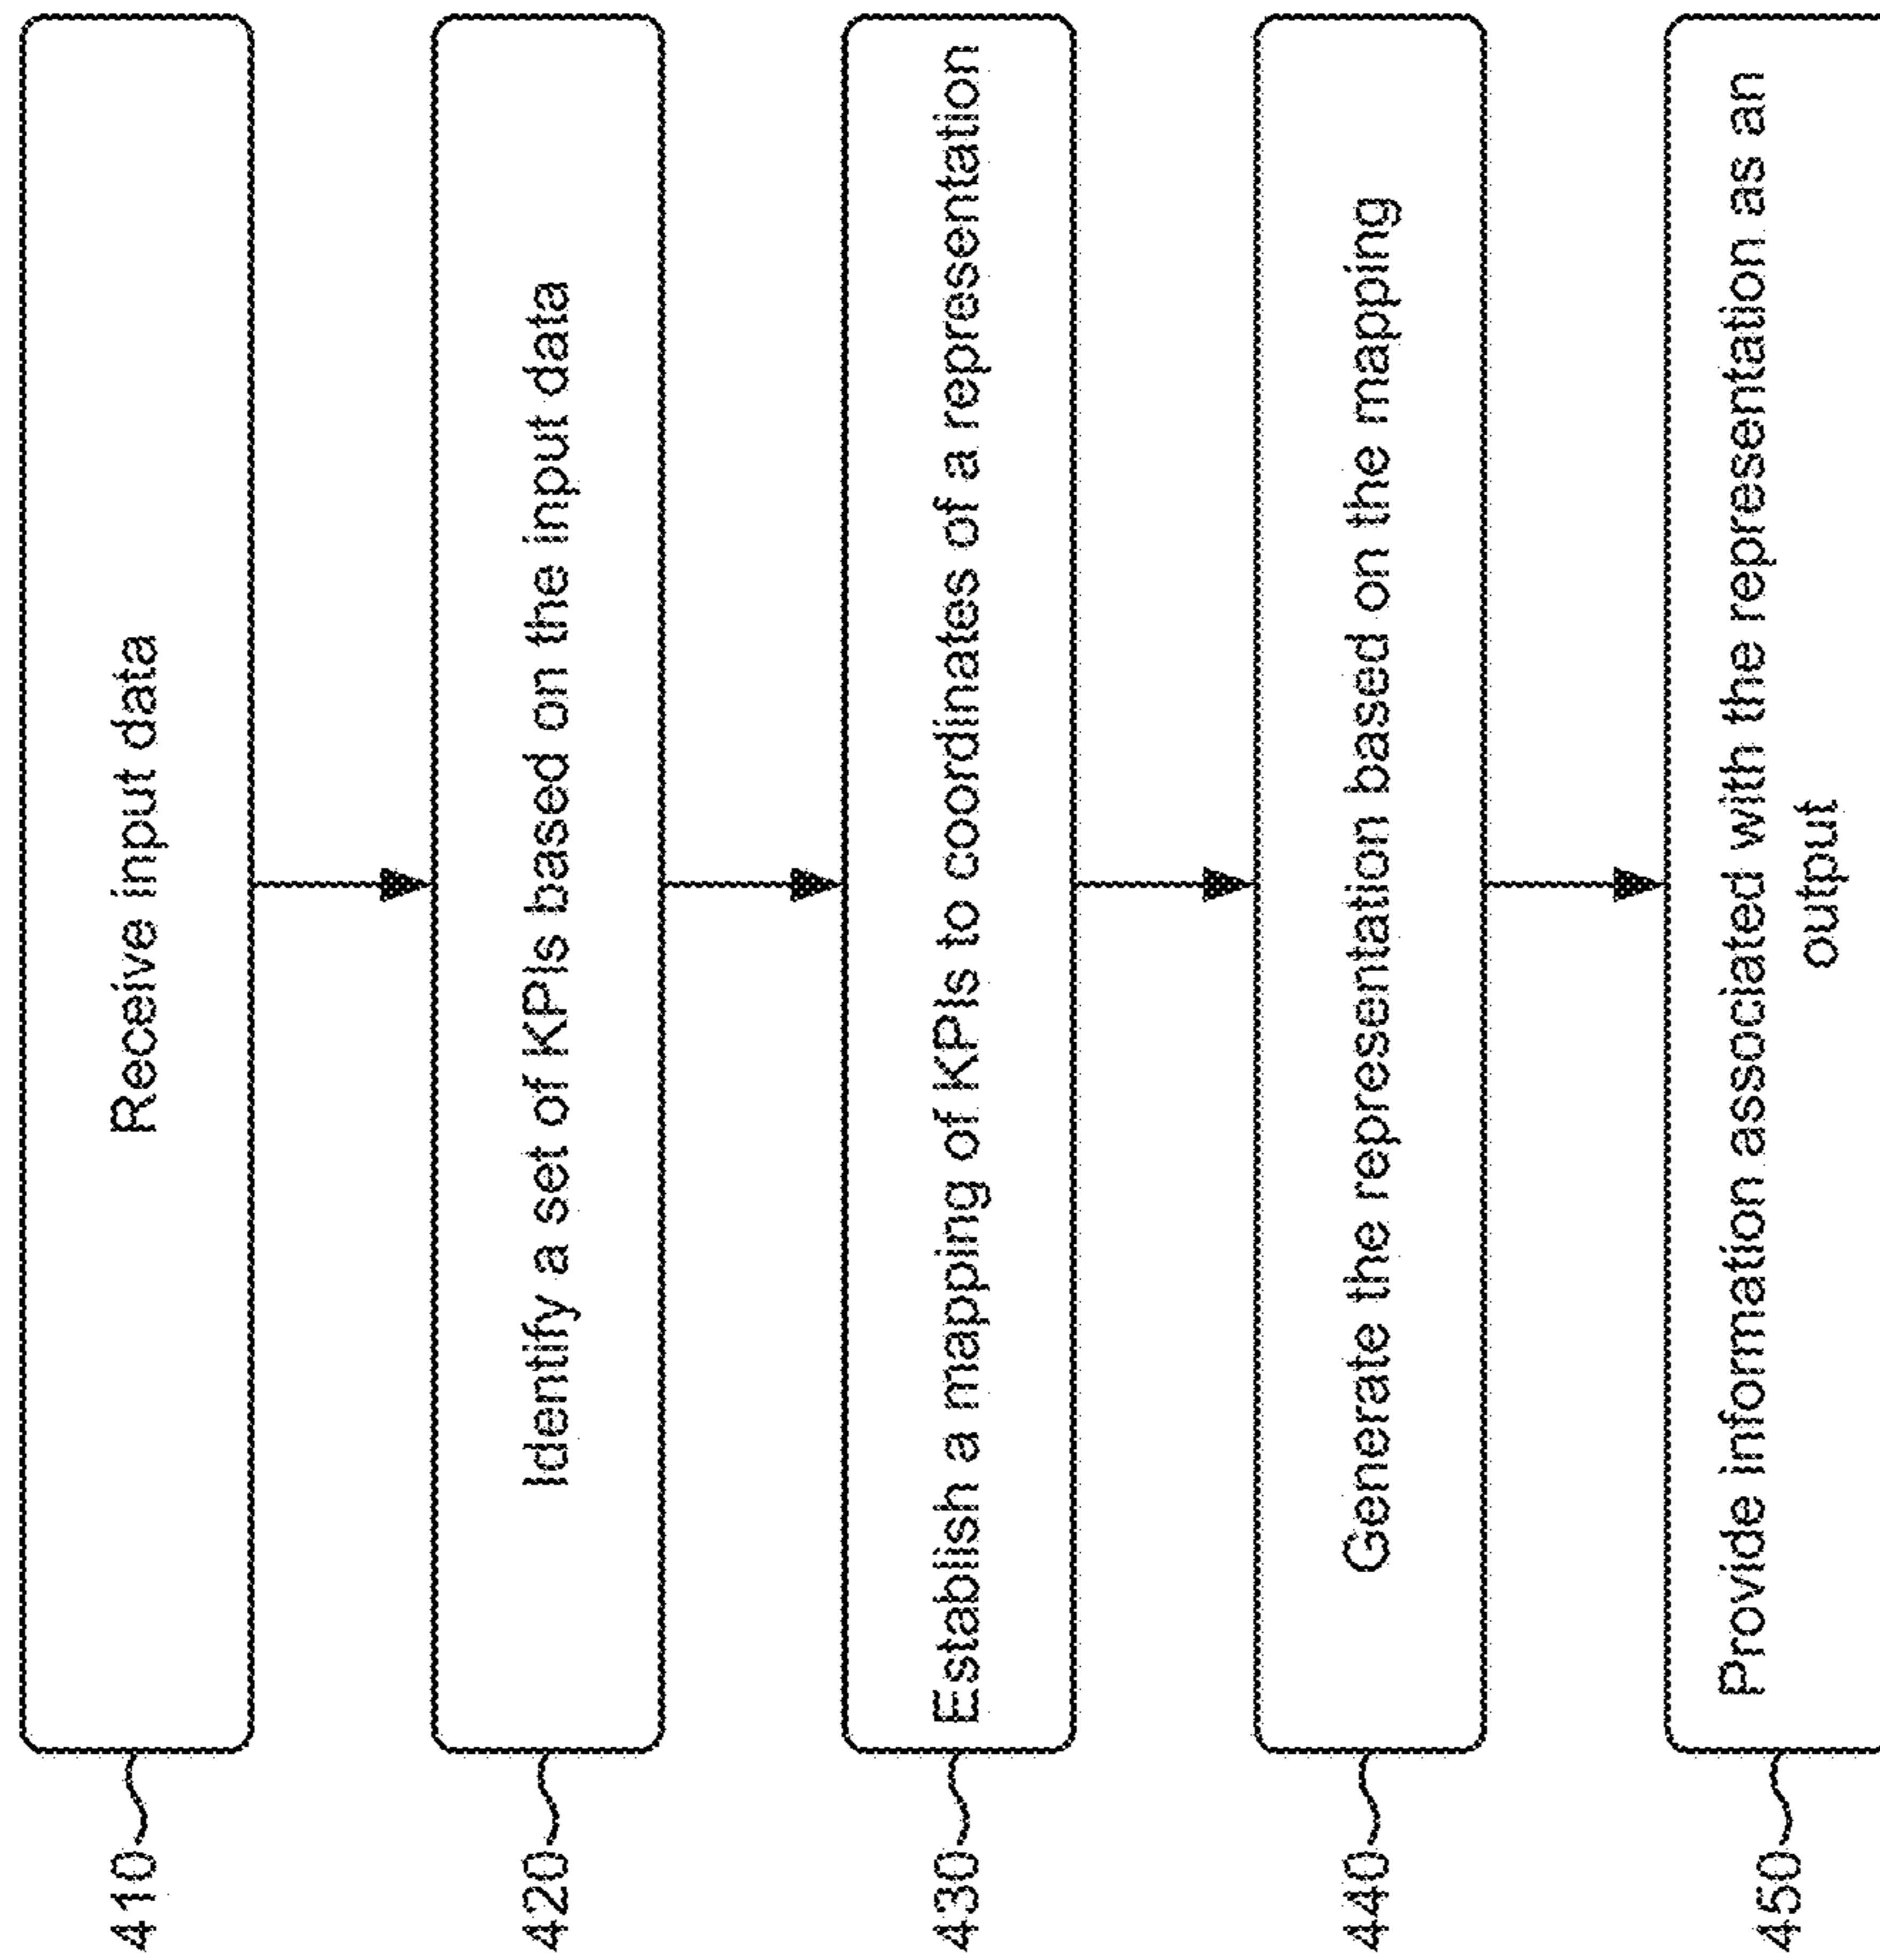 410
Receive input data
420
Identify a set of KPIs based on the input data
430
Establish a mapping of KPIs to coordinates of a representation
440
Generate the representation based on the mapping
450
Provide information associated with the representation as an
output